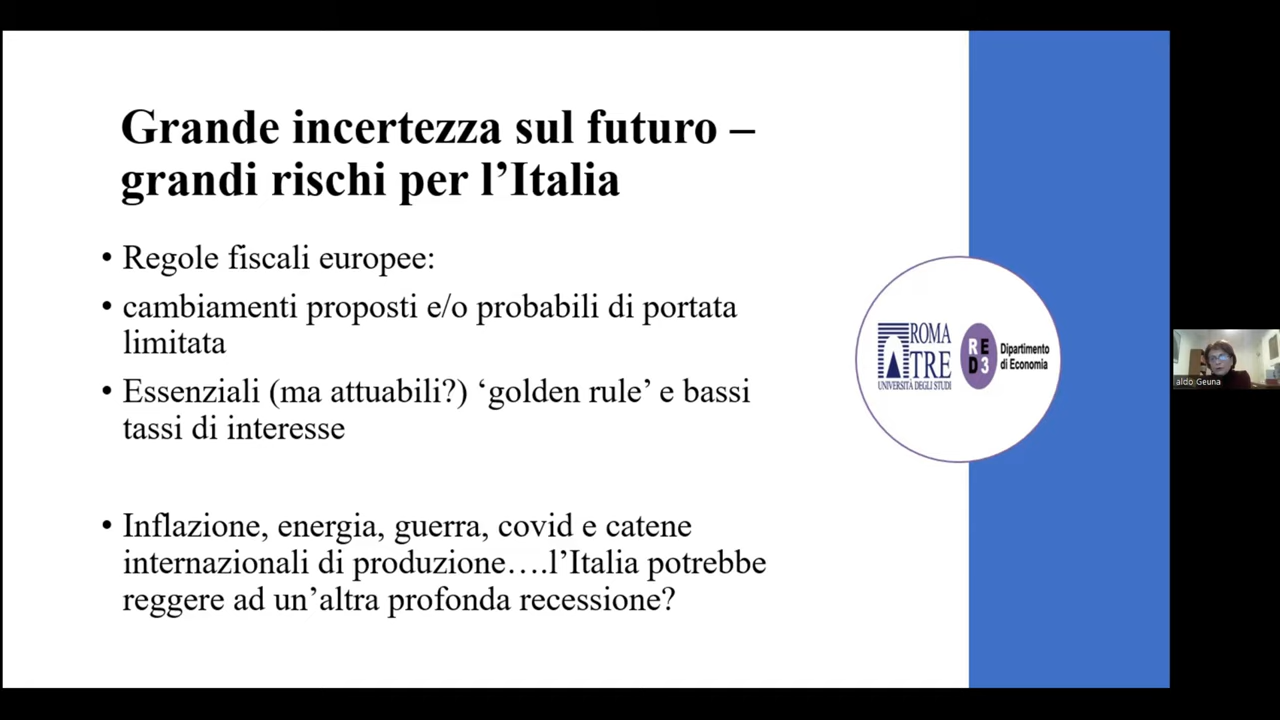 Grande incertezza sul futuro –
grandi rischi per l’Italia
• Regole fiscali europee:
• cambiamenti proposti e/o probabili di portata
limitata
• Essenziali (ma attuabili?) ‘golden rule’ e bassi
tassi di interesse
• Inflazione, energia, guerra, covid e catene
internazionali di produzione….l’Italia potrebbe
reggere ad un’altra profonda recessione?
ROMA
TRE
UNIVERSITÀ DEGLI STUDI
RE
D3
Dipartimento
di Economia
aldo Geuna